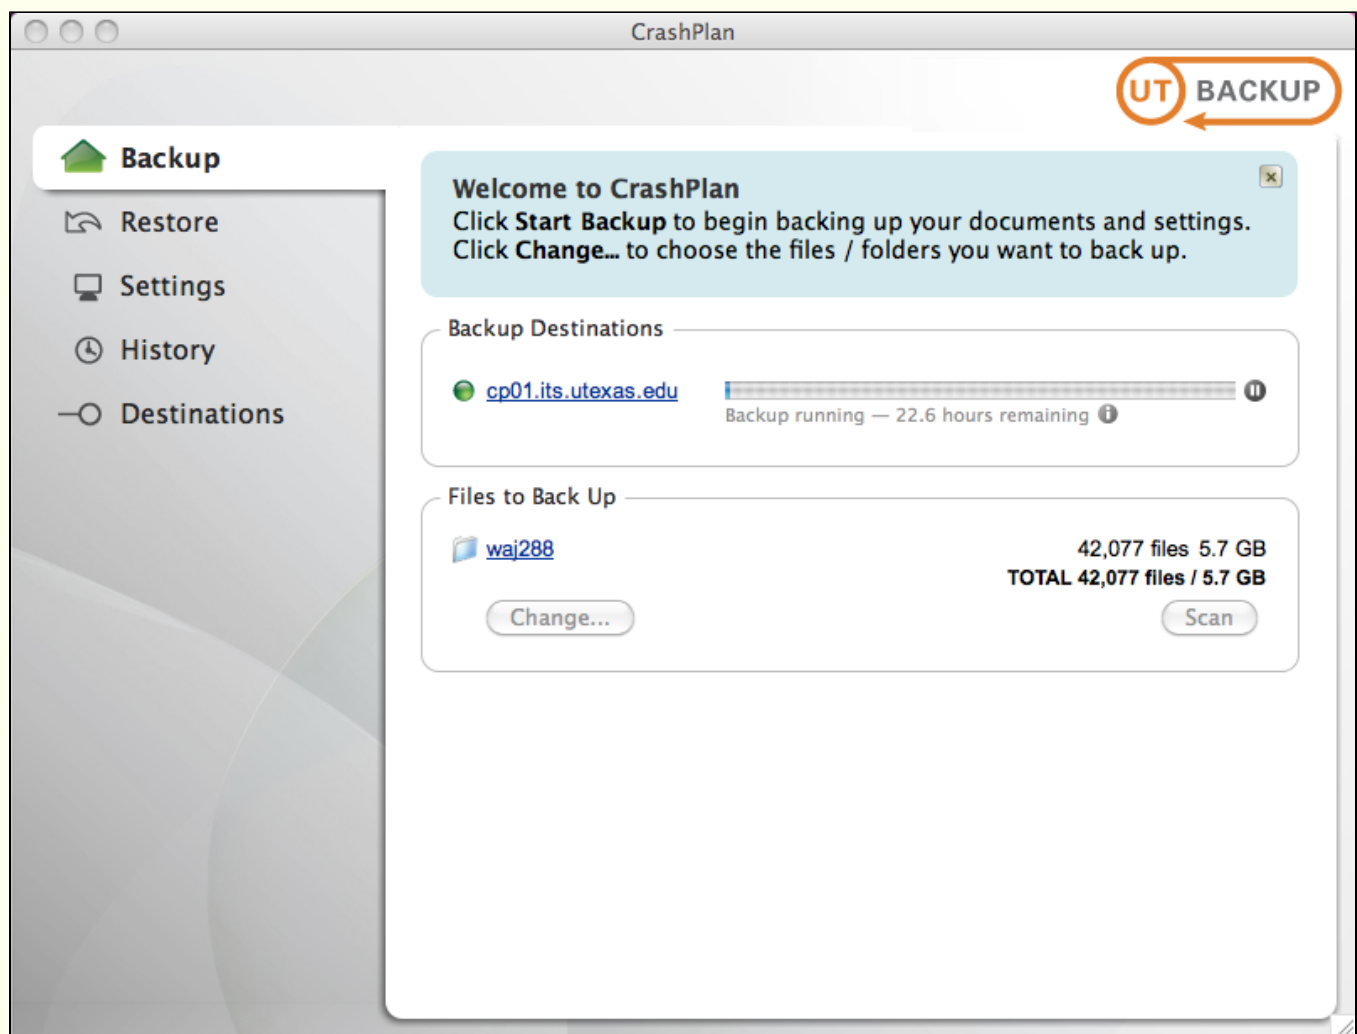 CrashPlan
UT BACKUP
Backup
Restore
Settings
History
Destinations
Welcome to CrashPlan
Click Start Backup to begin backing up your documents and settings.
Click Change... to choose the files / folders you want to back up.
Backup Destinations
cp01.its.utexas.edu
Backup running — 22.6 hours remaining
Files to Back Up
waj288 42,077 files 5.7 GB
TOTAL 42,077 files / 5.7 GB
Change... Scan